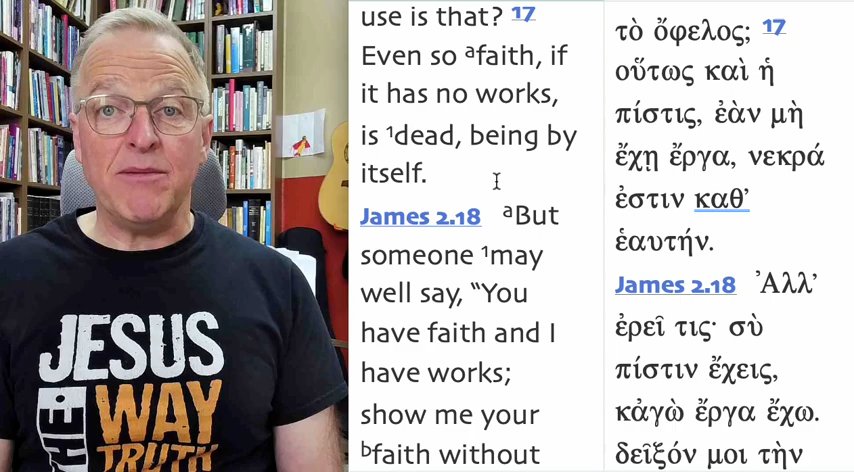 JESUS
THE
WAY
TRUTH
use is that? 17
Even so ᵃfaith, if
it has no works,
is ¹dead, being by
itself.
James 2.18 ᵃBut
someone ¹may
well say, “You
have faith and I
have works;
show me your
ᵇfaith without
τὸ ὄφελος; 17
οὕτως καὶ ἡ
πίστις, ἐὰν μὴ
ἔχῃ ἔργα, νεκρά
ἐστιν καθ’
ἑαυτήν.
James 2.18 Ἀλλ’
ἐρεῖ τις· σὺ
πίστιν ἔχεις,
κἀγὼ ἔργα ἔχω.
δεῖξόν μοι τὴν